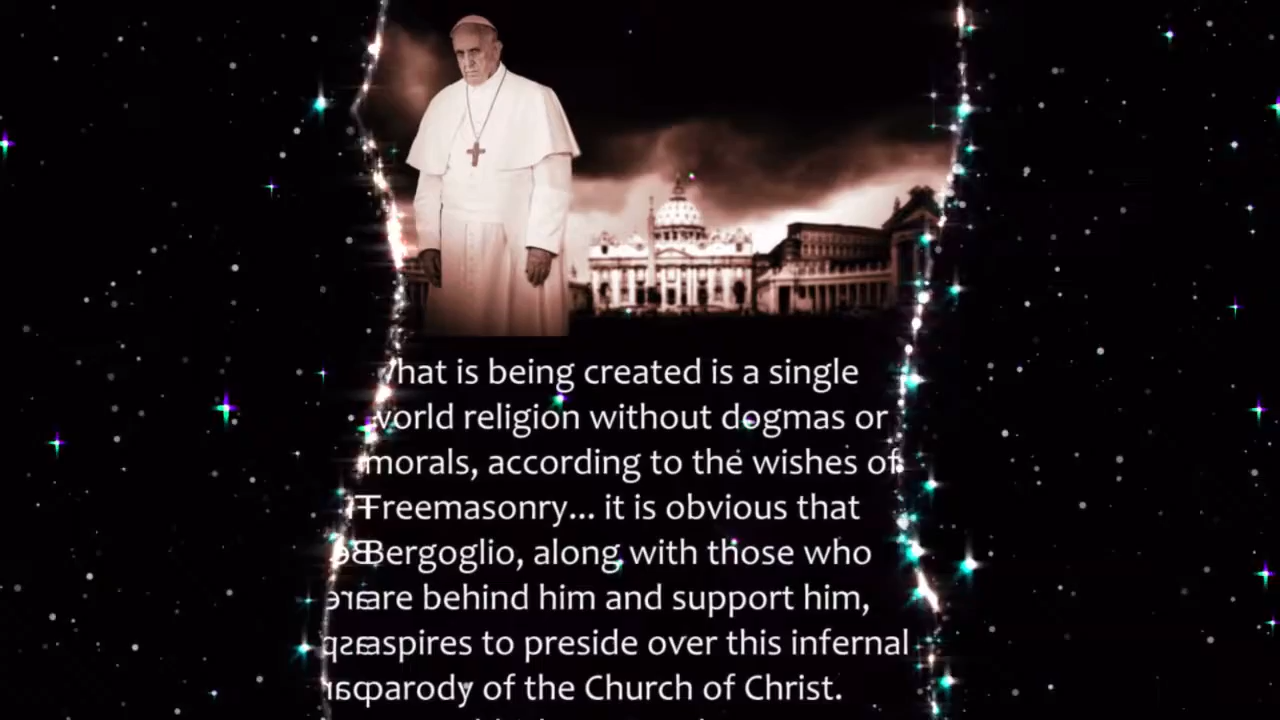 What is being created is a single
world religion without dogmas or
morals, according to the wishes of
Freemasonry... it is obvious that
Bergoglio, along with those who
are behind him and support him,
aspires to preside over this infernal
parody of the Church of Christ.